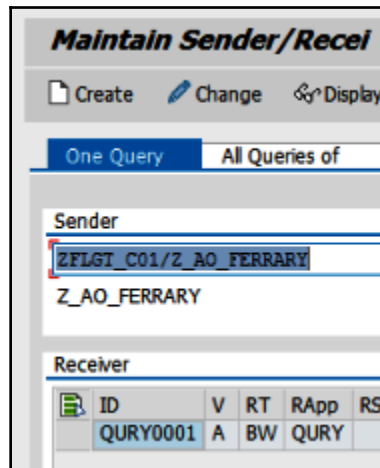 Maintain Sender/Recei
Create Change Display
One Query All Queries of
Sender
ZFLGT_C01/Z_AO_FERRARY
Z_AO_FERRARY
Receiver
ID V RT RApp RS
QURY0001 A BW QURY